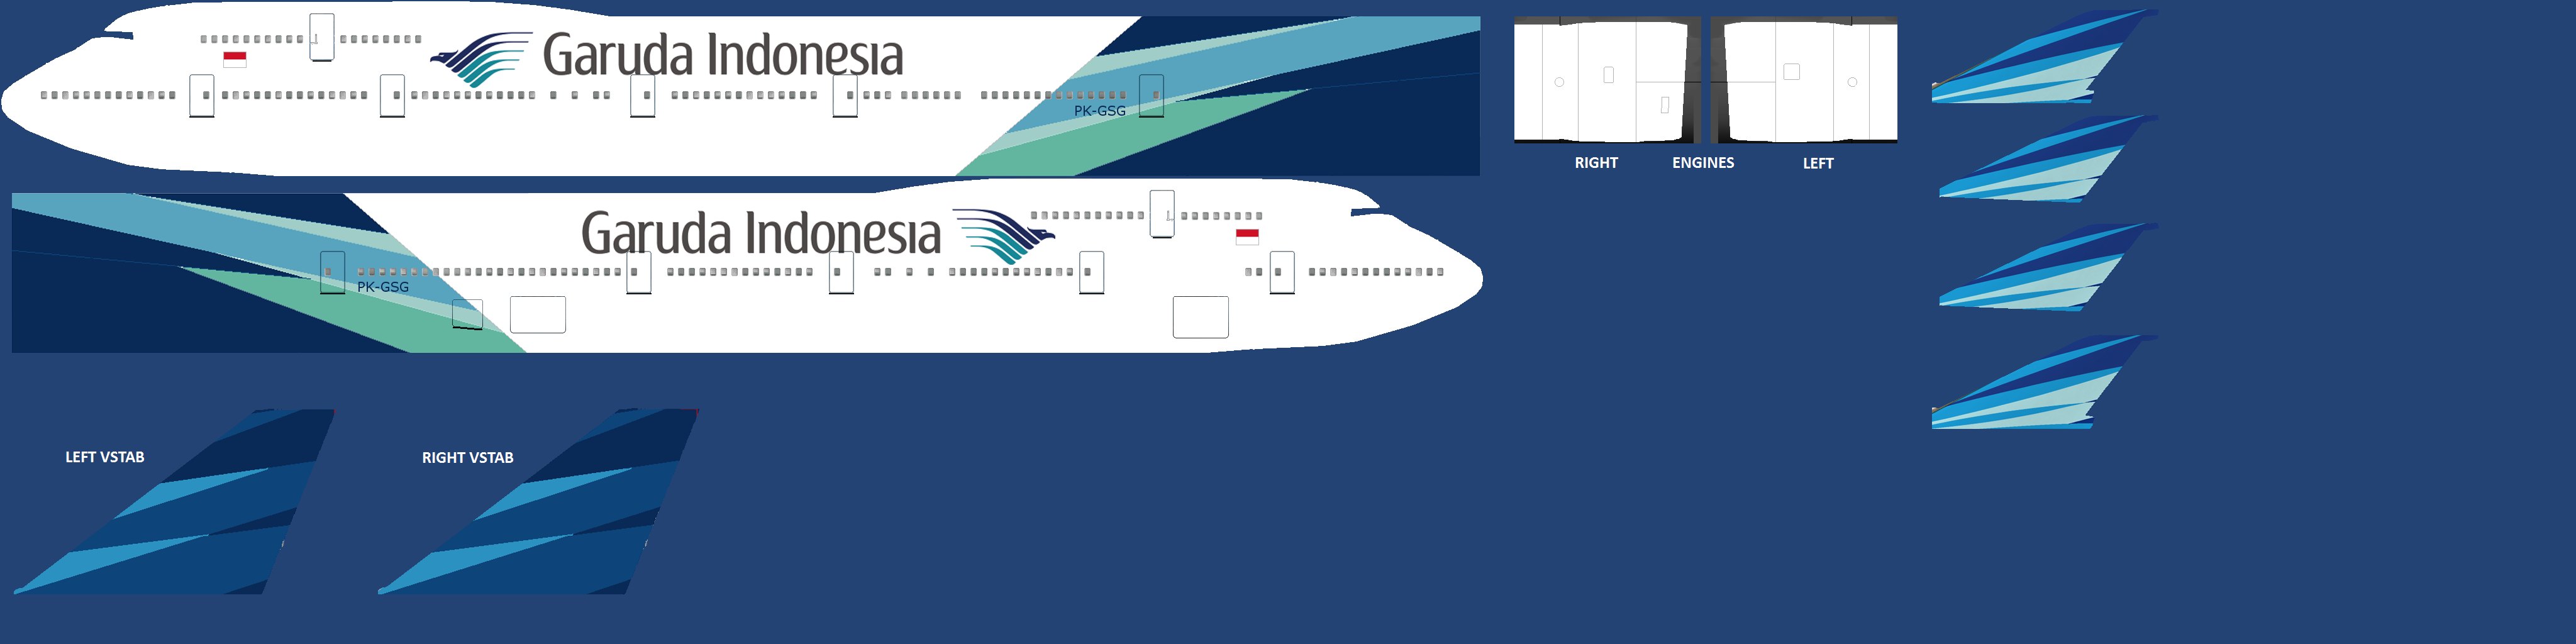 Garuda Indonesia
PK-GSG
RIGHT ENGINES LEFT
Garuda Indonesia
PK-GSG
LEFT VSTAB
RIGHT VSTAB